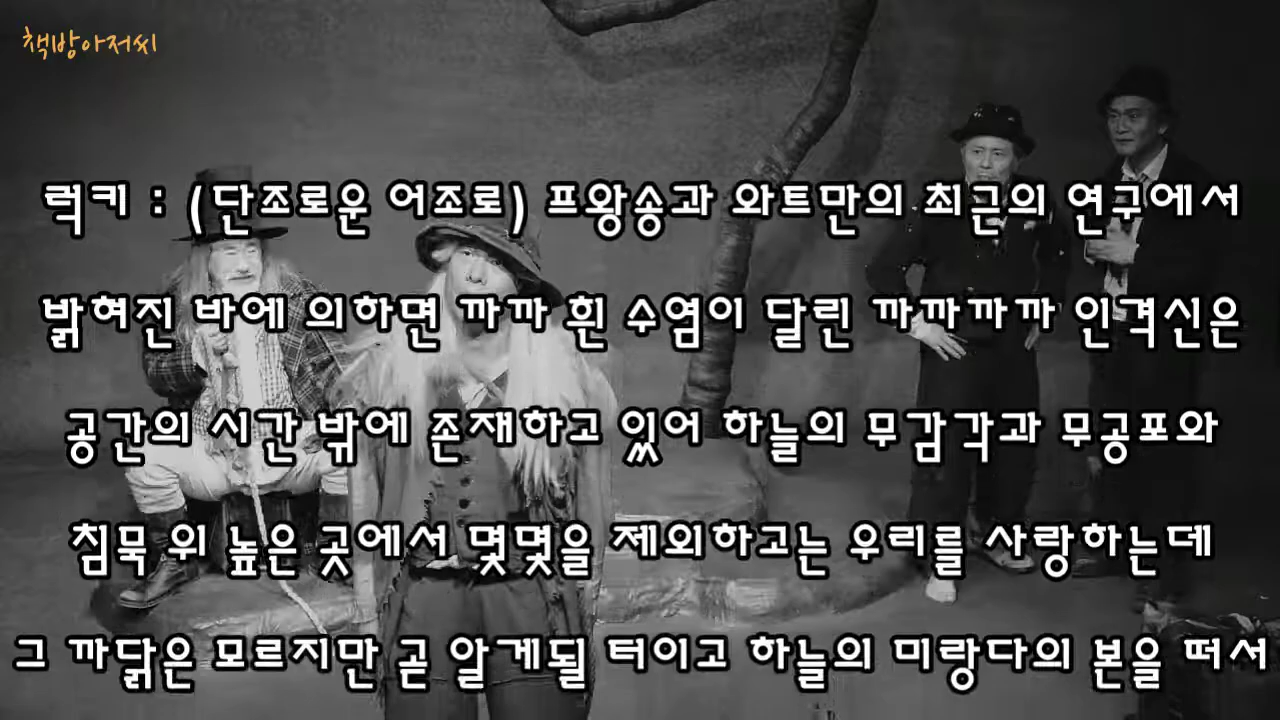 책방아저씨
럭키 : (단조로운 어조로) 프왕송과 와트만의 최근의 연구에서
밝혀진 바에 의하면 까까 흰 수염이 달린 까까까까 인격신은
공간의 시간 밖에 존재하고 있어 하늘의 무감각과 무공포와
침묵 위 높은 곳에서 몇몇을 제외하고는 우리를 사랑하는데
그 까닭은 모르지만 곧 알게될 터이고 하늘의 미랑다의 본을 떠서